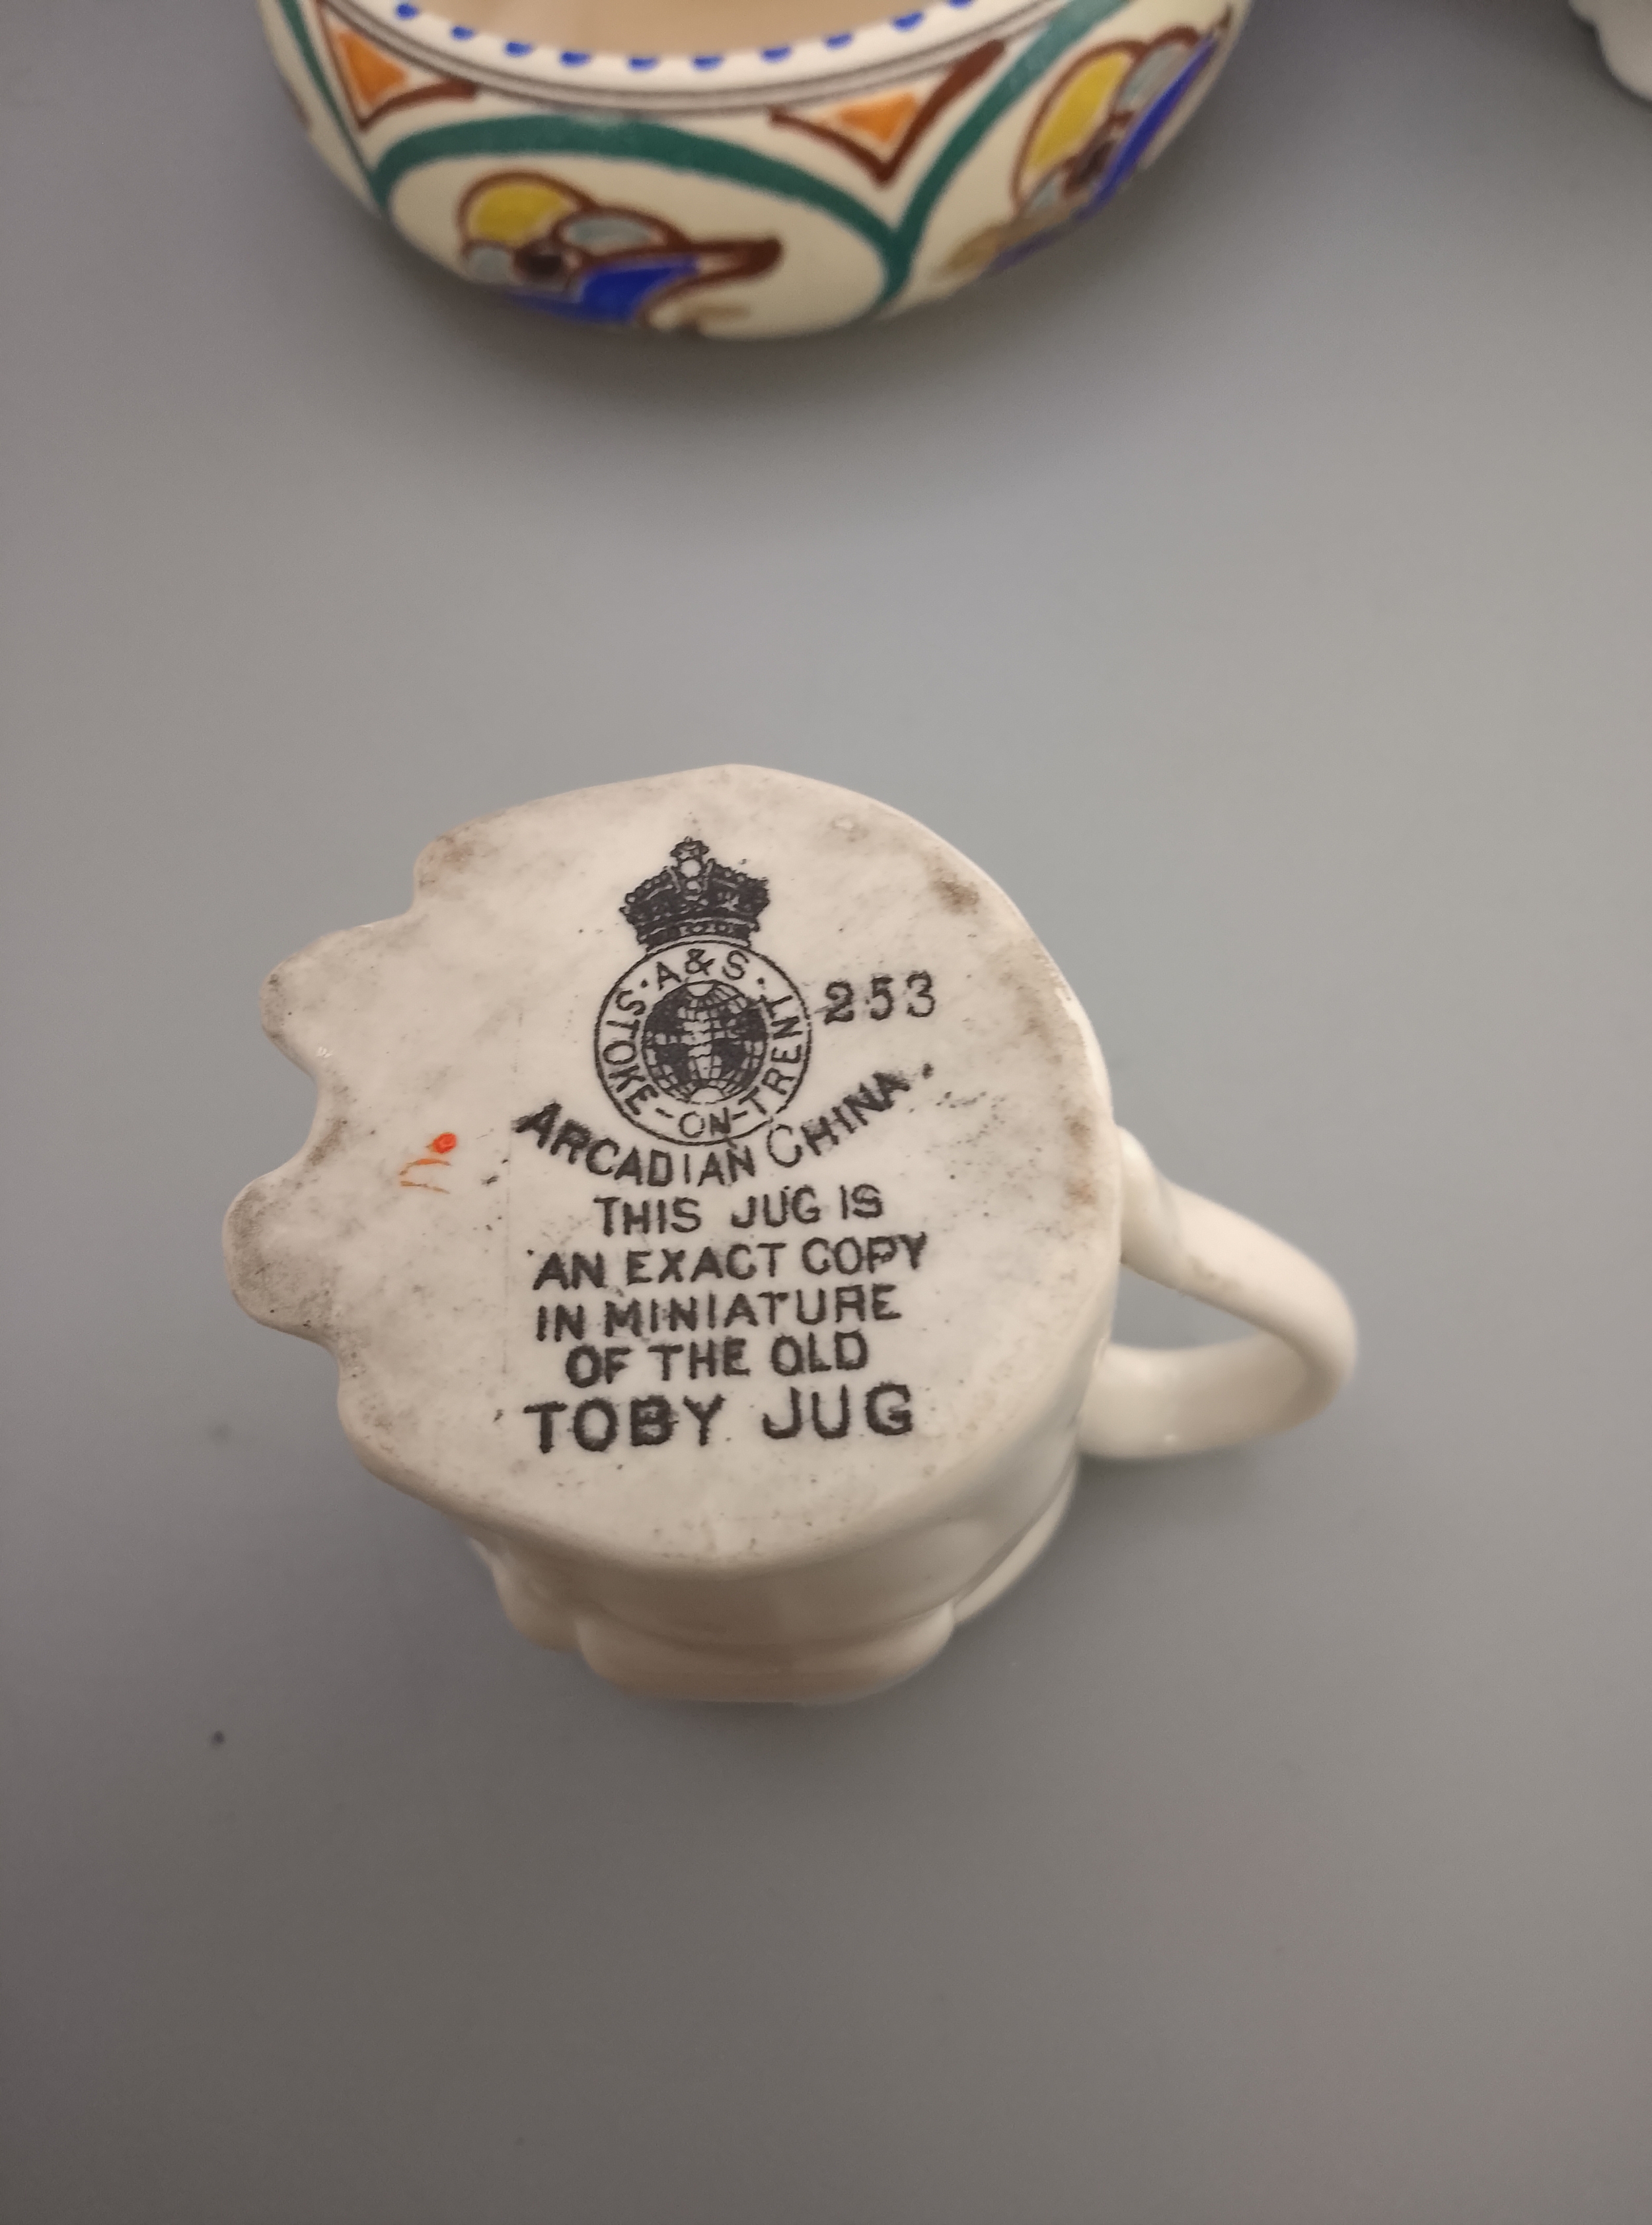 A & S.
STOKE-ON-TRENT
253
ARCADIAN CHINA.
THIS JUG IS
AN EXACT COPY
IN MINIATURE
OF THE OLD
TOBY JUG